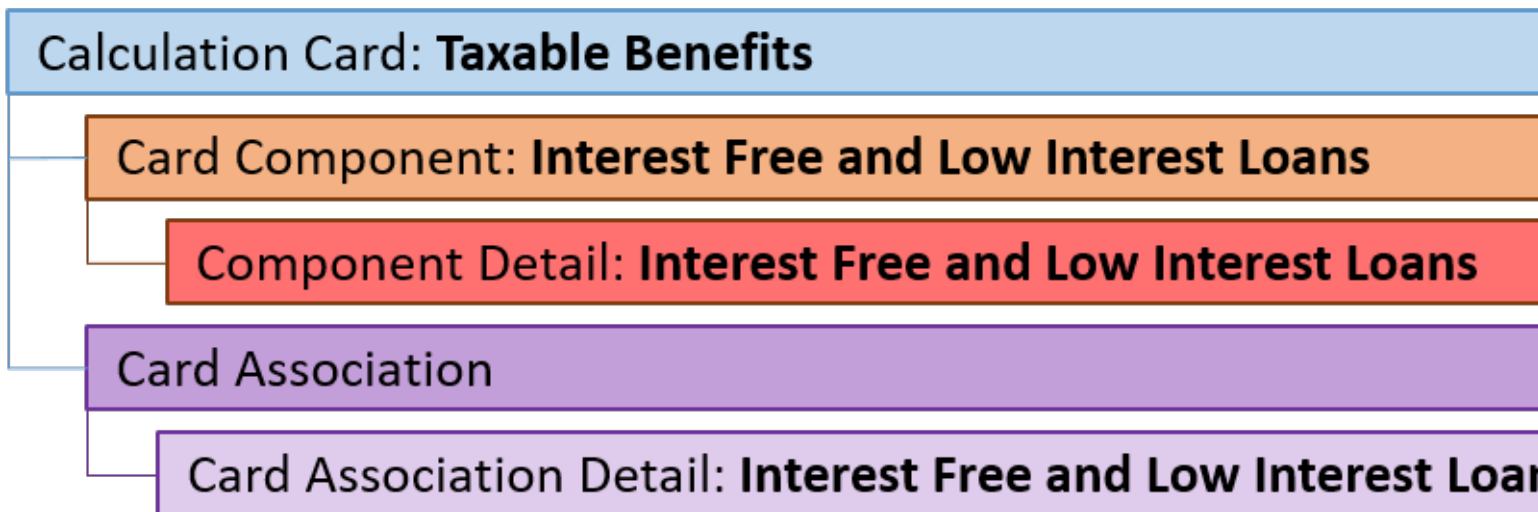 Calculation Card: Taxable Benefits
Card Component: Interest Free and Low Interest Loans
Component Detail: Interest Free and Low Interest Loans
Card Association
Card Association Detail: Interest Free and Low Interest